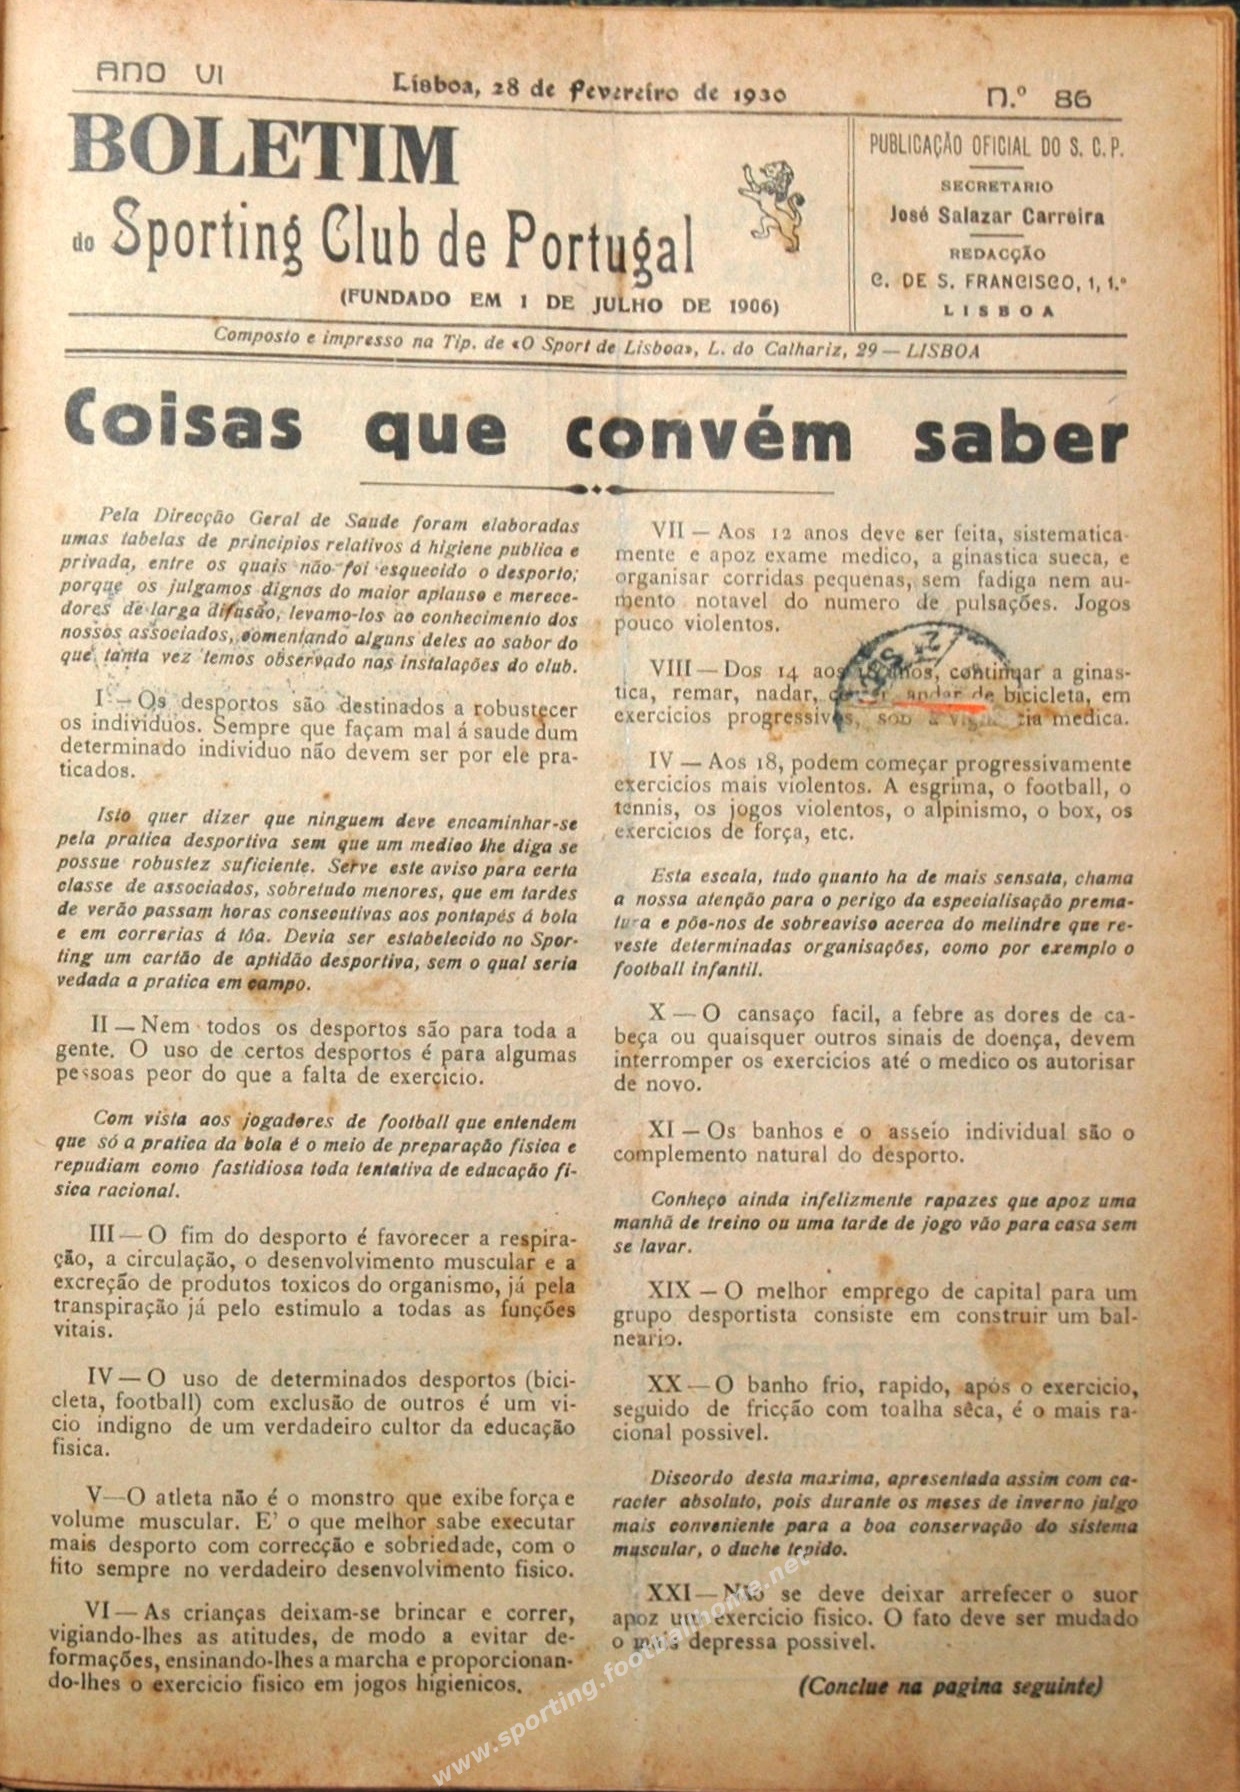 ANO VI
Lisboa, 28 de Fevereiro de 1930
N.º 86
BOLETIM
do Sporting Club de Portugal
(FUNDADO EM 1 DE JULHO DE 1906)
PUBLICAÇÃO OFICIAL DO S. C. P.
SECRETARIO
José Salazar Carreira
REDACÇÃO
C. DE S. FRANCISCO, 1, 1.º
LISBOA
Composto e impresso na Tip. de «O Sport de Lisboa», L. do Calhariz, 29 — LISBOA
Coisas que convém saber
Pela Direcção Geral de Saude foram elaboradas
umas tabelas de principios relativos á higiene publica e
privada, entre os quais não foi esquecido o desporto;
porque os julgamos dignos do maior aplauso e merece-
dores de larga difusão, levamo-los ao conhecimento dos
nossos associados, comentando alguns deles ao sabor do
que tanta vez temos observado nas instalações do club.
I — Os desportos são destinados a robustecer
os individuos. Sempre que façam mal á saude dum
determinado individuo não devem ser por ele pra-
ticados.
Isto quer dizer que ninguem deve encaminhar-se
pela pratica desportiva sem que um medico lhe diga se
possue robustez suficiente. Serve este aviso para certa
classe de associados, sobretudo menores, que em tardes
de verão passam horas consecutivas aos pontapés á bola
e em correrias á tôa. Devia ser estabelecido no Spor-
ting um cartão de aptidão desportiva, sem o qual seria
vedada a pratica em campo.
II — Nem todos os desportos são para toda a
gente. O uso de certos desportos é para algumas
pessoas peor do que a falta de exercicio.
Com vista aos jogadores de football que entendem
que só a pratica da bola é o meio de preparação fisica e
repudiam como fastidiosa toda tentativa de educação fi-
sica racional.
III — O fim do desporto é favorecer a respira-
ção, a circulação, o desenvolvimento muscular e a
excreção de produtos toxicos do organismo, já pela
transpiração já pelo estimulo a todas as funções
vitais.
IV — O uso de determinados desportos (bici-
cleta, football) com exclusão de outros é um vi-
cio indigno de um verdadeiro cultor da educação
fisica.
V — O atleta não é o monstro que exibe força e
volume muscular. E' o que melhor sabe executar
mais desporto com correcção e sobriedade, com o
fito sempre no verdadeiro desenvolvimento fisico.
VI — As crianças deixam-se brincar e correr,
vigiando-lhes as atitudes, de modo a evitar de-
formações, ensinando-lhes a marcha e proporcionan-
do-lhes o exercicio fisico em jogos higienicos.
VII — Aos 12 anos deve ser feita, sistematica-
mente e apoz exame medico, a ginastica sueca, e
organisar corridas pequenas, sem fadiga nem au-
mento notavel do numero de pulsações. Jogos
pouco violentos.
VIII — Dos 14 aos anos, continuar a ginas-
tica, remar, nadar, andar de bicicleta, em
exercicios progressivos, sob a vigilancia medica.
IV — Aos 18, podem começar progressivamente
exercicios mais violentos. A esgrima, o football, o
tennis, os jogos violentos, o alpinismo, o box, os
exercicios de força, etc.
Esta escala, tudo quanto ha de mais sensata, chama
a nossa atenção para o perigo da especialisação prema-
tura e põe-nos de sobreaviso acerca do melindre que re-
veste determinadas organisações, como por exemplo o
football infantil.
X — O cansaço facil, a febre as dores de ca-
beça ou quaisquer outros sinais de doença, devem
interromper os exercicios até o medico os autorisar
de novo.
XI — Os banhos e o asseio individual são o
complemento natural do desporto.
Conheço ainda infelizmente rapazes que apoz uma
manhã de treino ou uma tarde de jogo vão para casa sem
se lavar.
XIX — O melhor emprego de capital para um
grupo desportista consiste em construir um bal-
neario.
XX — O banho frio, rapido, após o exercicio,
seguido de fricção com toalha sêca, é o mais ra-
cional possivel.
Discordo desta maxima, apresentada assim com ca-
racter absoluto, pois durante os meses de inverno julgo
mais conveniente para a boa conservação do sistema
muscular, o duche tepido.
XXI — Não se deve deixar arrefecer o suor
apoz um exercicio fisico. O fato deve ser mudado
o mais depressa possivel.
(Conclue na pagina seguinte)
www.sporting.footballhome.net